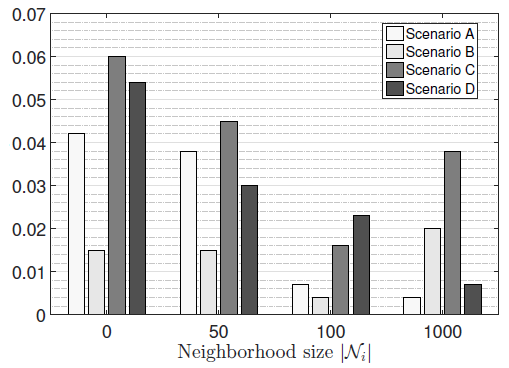 0.07
0.06
0.05
0.04
0.03
0.02
0.01
0
Scenario A
Scenario B
Scenario C
Scenario D
0 50 100 1000
Neighborhood size |𝒩ᵢ|